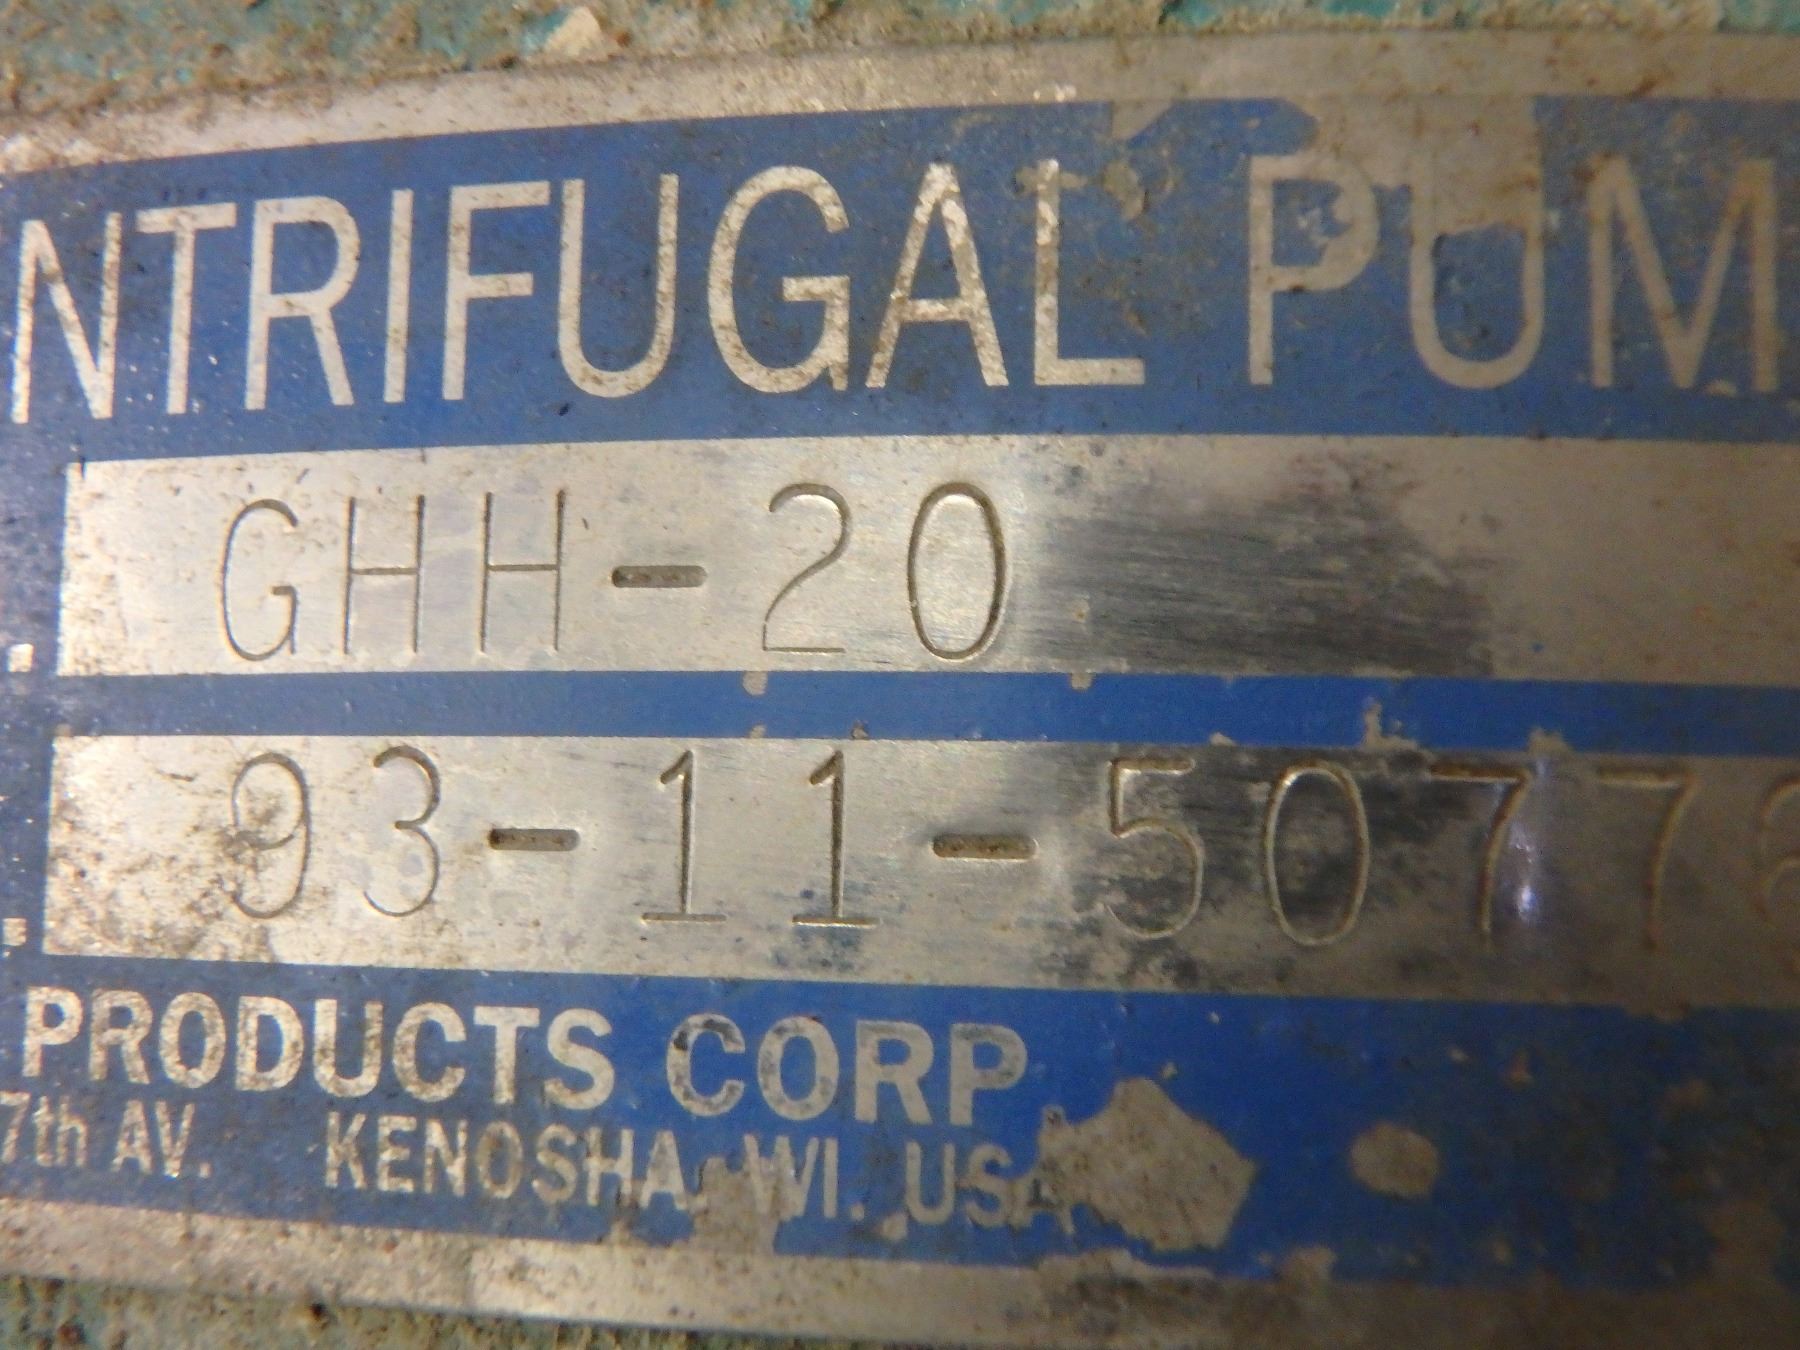 NTRIFUGAL PUM
GHH-20
93-11-5077
PRODUCTS CORP
7th AV. KENOSHA, WI. USA